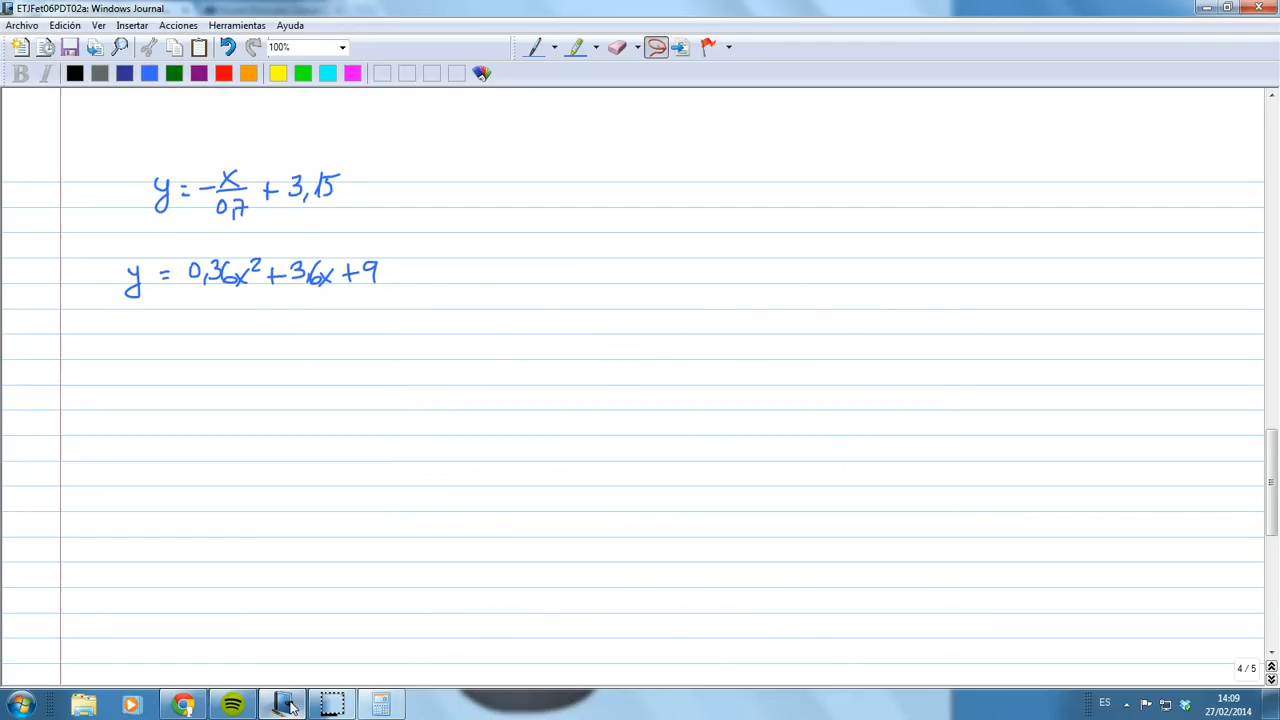 ETJFet06PDT02a: Windows Journal
Archivo Edición Ver Insertar Acciones Herramientas Ayuda
100%
B I
y = -x/0,7 + 3,15
y = 0,36x² + 3,6x + 9
4 / 5
ES
14:09
27/02/2014